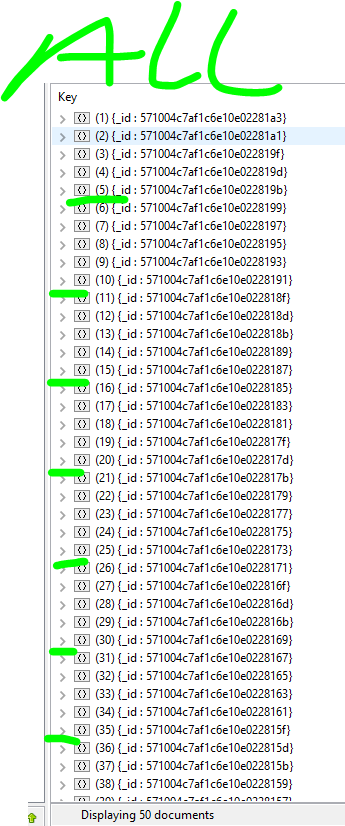 ALL
Key
(1) {_id : 571004c7af1c6e10e02281a3}
(2) {_id : 571004c7af1c6e10e02281a1}
(3) {_id : 571004c7af1c6e10e022819f}
(4) {_id : 571004c7af1c6e10e022819d}
(5) {_id : 571004c7af1c6e10e022819b}
(6) {_id : 571004c7af1c6e10e0228199}
(7) {_id : 571004c7af1c6e10e0228197}
(8) {_id : 571004c7af1c6e10e0228195}
(9) {_id : 571004c7af1c6e10e0228193}
(10) {_id : 571004c7af1c6e10e0228191}
(11) {_id : 571004c7af1c6e10e022818f}
(12) {_id : 571004c7af1c6e10e022818d}
(13) {_id : 571004c7af1c6e10e022818b}
(14) {_id : 571004c7af1c6e10e0228189}
(15) {_id : 571004c7af1c6e10e0228187}
(16) {_id : 571004c7af1c6e10e0228185}
(17) {_id : 571004c7af1c6e10e0228183}
(18) {_id : 571004c7af1c6e10e0228181}
(19) {_id : 571004c7af1c6e10e022817f}
(20) {_id : 571004c7af1c6e10e022817d}
(21) {_id : 571004c7af1c6e10e022817b}
(22) {_id : 571004c7af1c6e10e0228179}
(23) {_id : 571004c7af1c6e10e0228177}
(24) {_id : 571004c7af1c6e10e0228175}
(25) {_id : 571004c7af1c6e10e0228173}
(26) {_id : 571004c7af1c6e10e0228171}
(27) {_id : 571004c7af1c6e10e022816f}
(28) {_id : 571004c7af1c6e10e022816d}
(29) {_id : 571004c7af1c6e10e022816b}
(30) {_id : 571004c7af1c6e10e0228169}
(31) {_id : 571004c7af1c6e10e0228167}
(32) {_id : 571004c7af1c6e10e0228165}
(33) {_id : 571004c7af1c6e10e0228163}
(34) {_id : 571004c7af1c6e10e0228161}
(35) {_id : 571004c7af1c6e10e022815f}
(36) {_id : 571004c7af1c6e10e022815d}
(37) {_id : 571004c7af1c6e10e022815b}
(38) {_id : 571004c7af1c6e10e0228159}
(39) {_id : 571004c7af1c6e10e0228157}
Displaying 50 documents